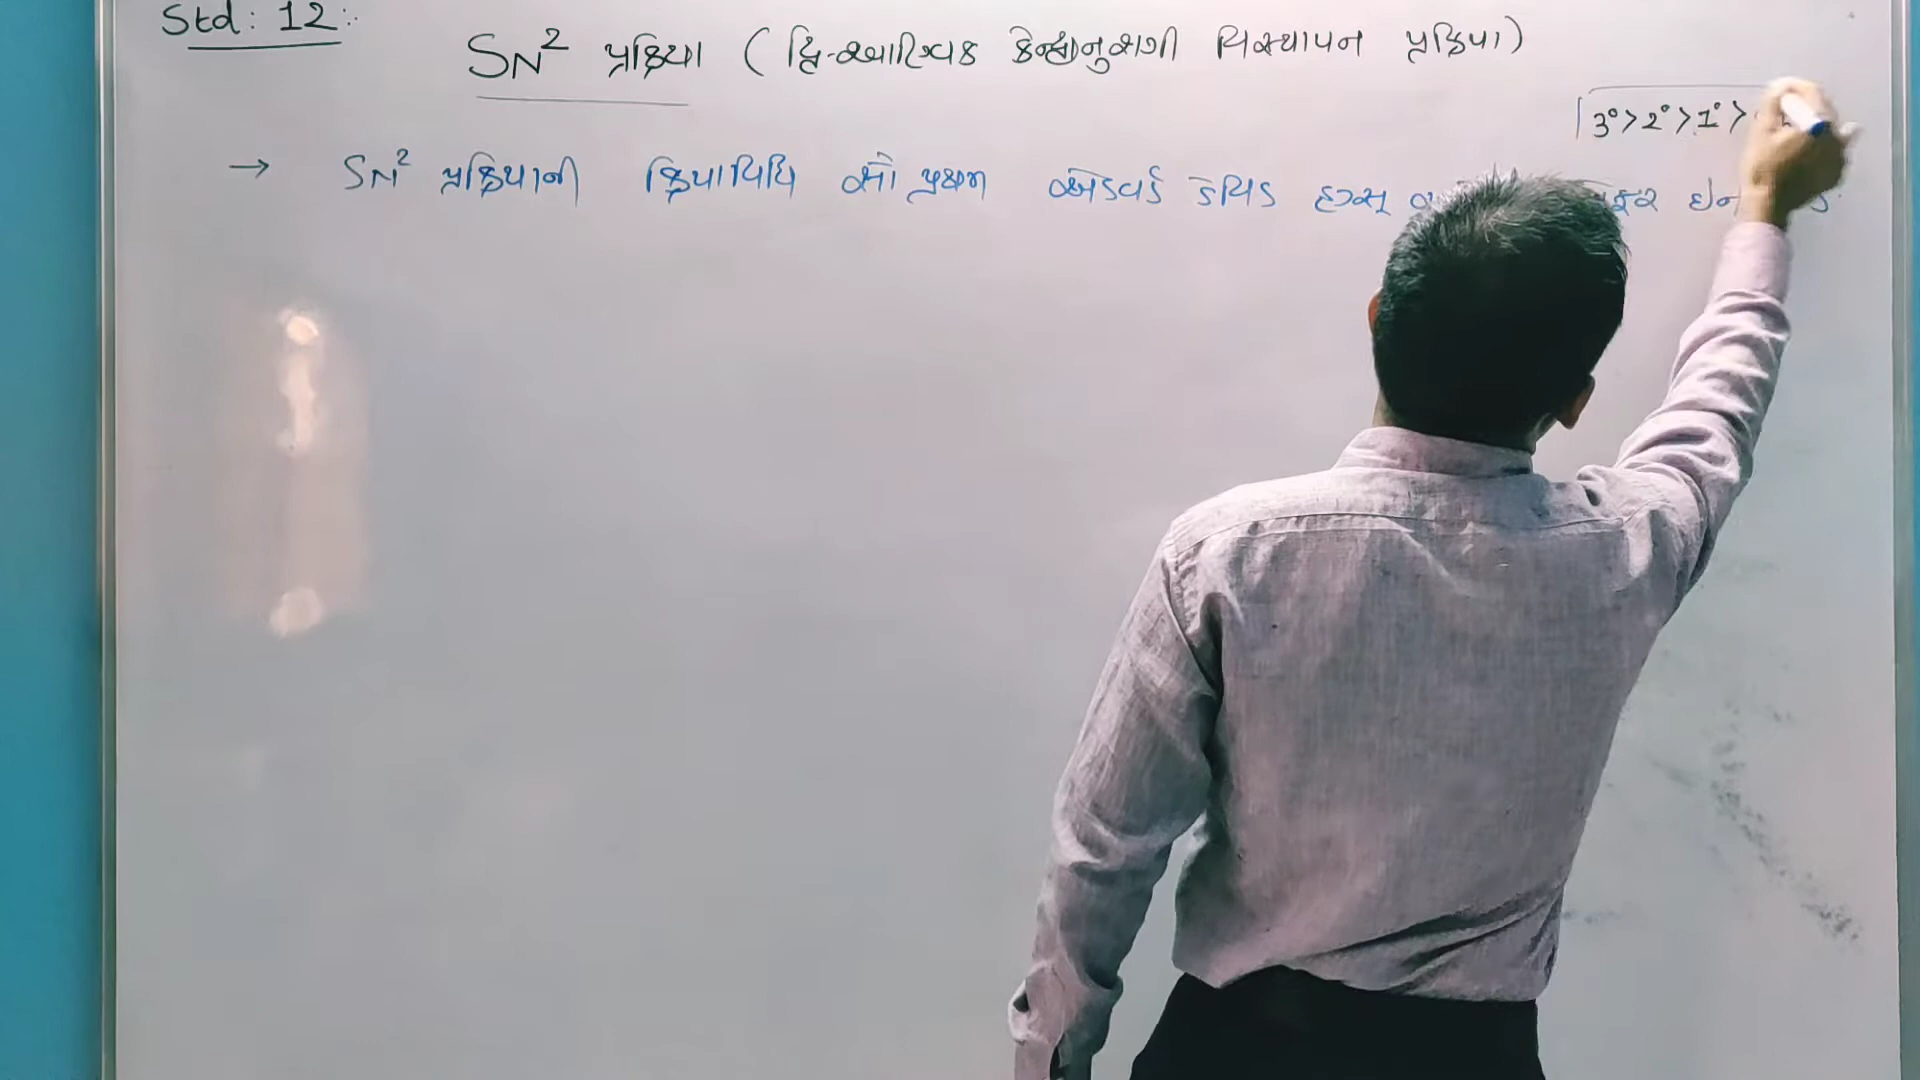 Std: 12:
SN² પ્રક્રિયા ( દ્વિ-આણ્વિક કેન્દ્રાનુરાગી વિસ્થાપન પ્રક્રિયા)
3°>2°>1°>
→ SN² પ્રક્રિયાની ક્રિયાવિધિ સૌ પ્રથમ એડવર્ડ ડેવિડ હ્યુસ